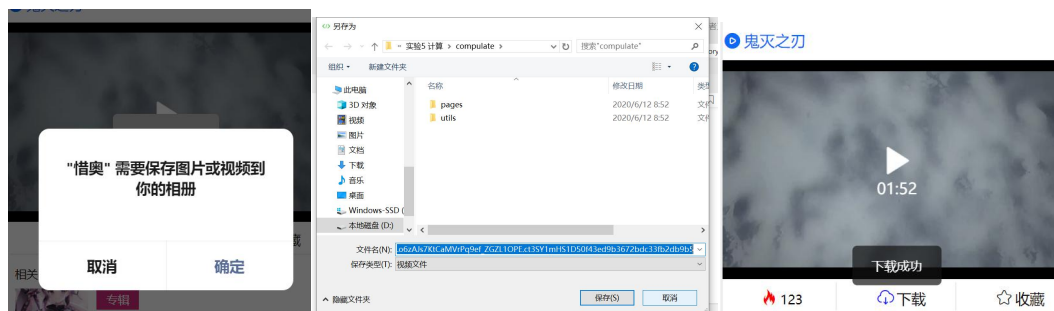 "惜奥" 需要保存图片或视频到
你的相册
取消
确定
相关
专辑
另存为
实验5 计算 > compulate >
搜索"compulate"
组织
新建文件夹
此电脑
3D 对象
视频
图片
文档
下载
音乐
桌面
Windows-SSD (
本地磁盘 (D:)
名称
修改日期
类型
pages
2020/6/12 8:52
文件
utils
2020/6/12 8:52
文件
文件名(N):
保存类型(T): 视频文件
隐藏文件夹
保存(S)
取消
鬼灭之刃
01:52
下载成功
123
下载
收藏